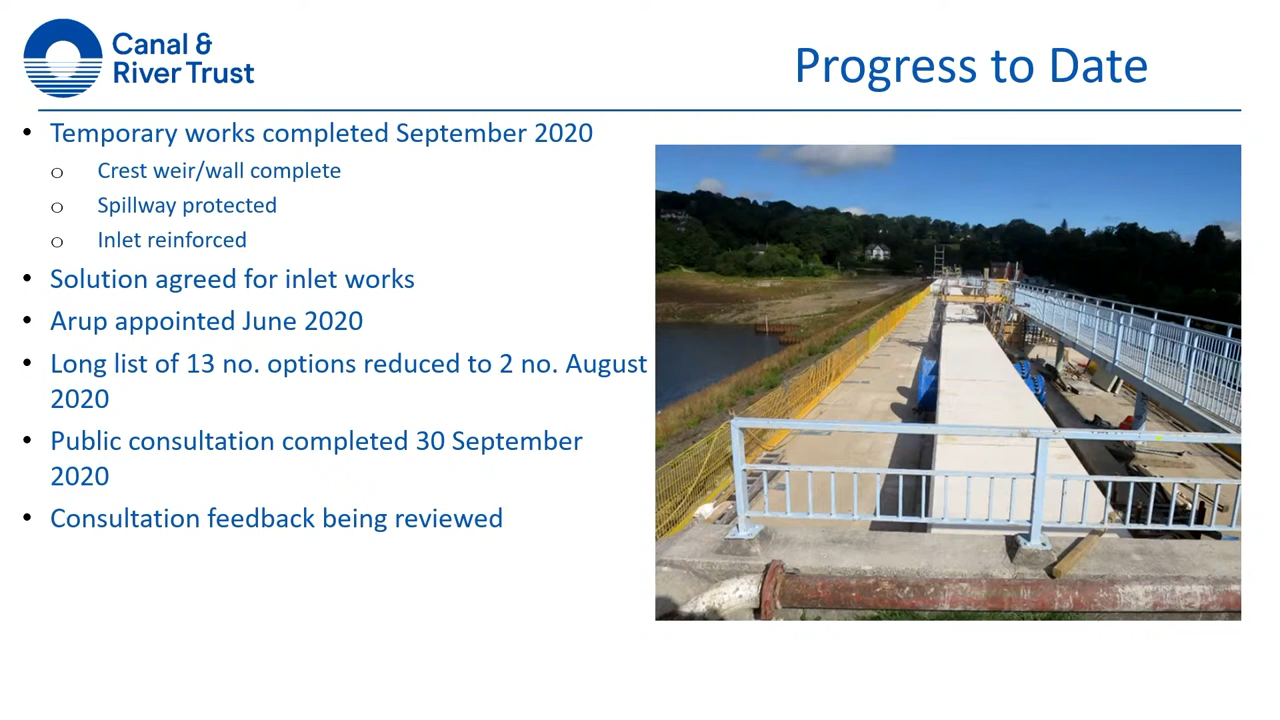 Canal &
River Trust
Progress to Date
• Temporary works completed September 2020
o Crest weir/wall complete
o Spillway protected
o Inlet reinforced
• Solution agreed for inlet works
• Arup appointed June 2020
• Long list of 13 no. options reduced to 2 no. August
2020
• Public consultation completed 30 September
2020
• Consultation feedback being reviewed